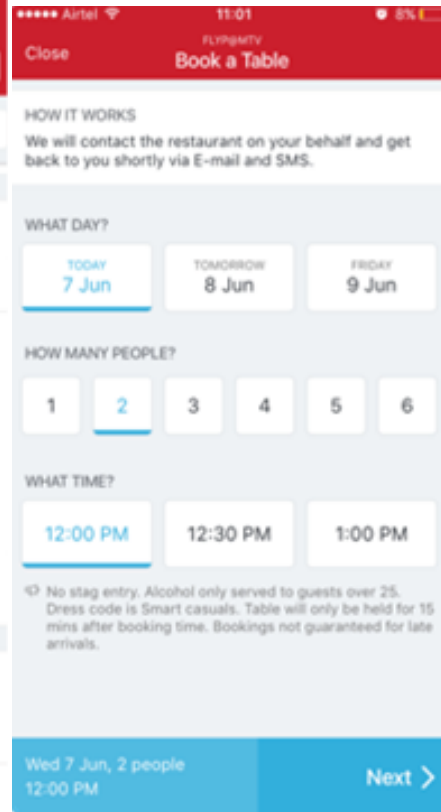 Airtel 11:01 8%
FLYP@MTV
Close Book a Table
HOW IT WORKS
We will contact the restaurant on your behalf and get
back to you shortly via E-mail and SMS.
WHAT DAY?
TODAY TOMORROW FRIDAY
7 Jun 8 Jun 9 Jun
HOW MANY PEOPLE?
1 2 3 4 5 6
WHAT TIME?
12:00 PM 12:30 PM 1:00 PM
No stag entry. Alcohol only served to guests over 25.
Dress code is Smart casuals. Table will only be held for 15
mins after booking time. Bookings not guaranteed for late
arrivals.
Wed 7 Jun, 2 people
12:00 PM Next